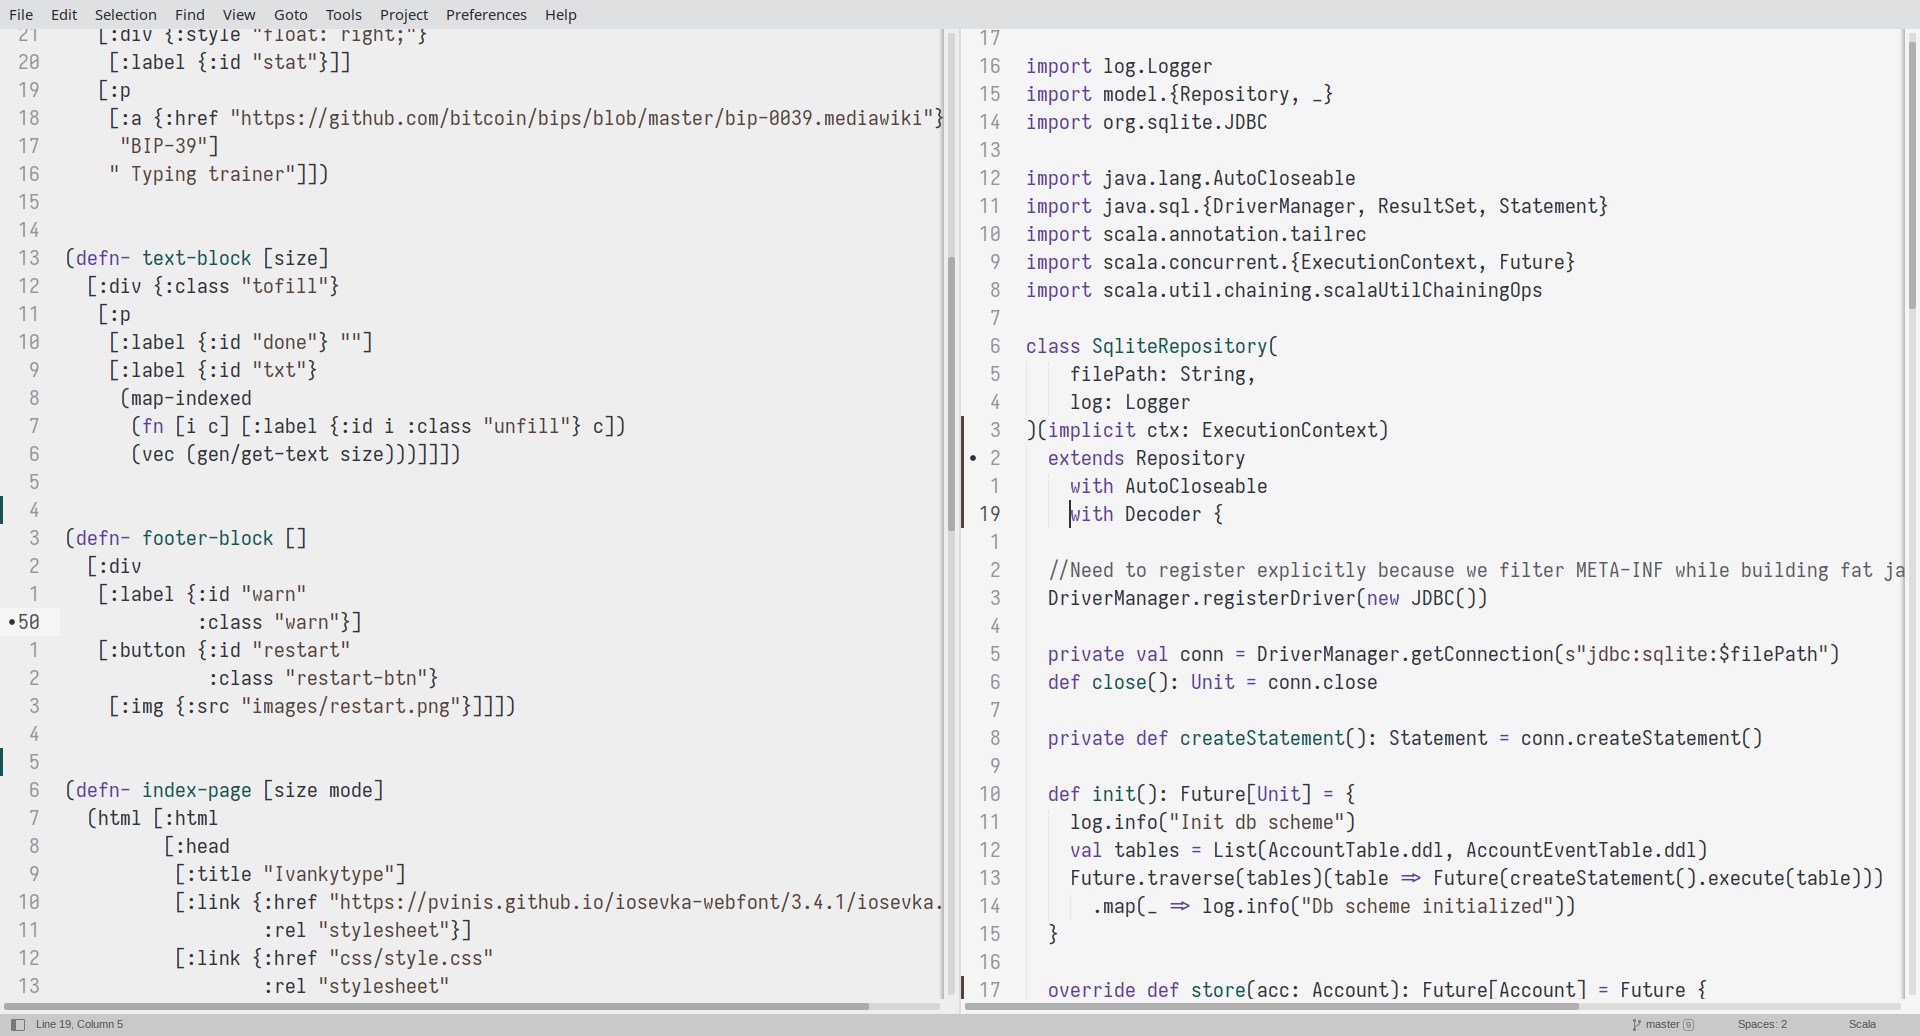 File Edit Selection Find View Goto Tools Project Preferences Help
21 [:div {:style "float: right;"}
20 [:label {:id "stat"}]]
19 [:p
18 [:a {:href "https://github.com/bitcoin/bips/blob/master/bip-0039.mediawiki"}
17 "BIP-39"]
16 " Typing trainer"]])
15
14
13 (defn- text-block [size]
12 [:div {:class "tofill"}
11 [:p
10 [:label {:id "done"} ""]
9 [:label {:id "txt"}
8 (map-indexed
7 (fn [i c] [:label {:id i :class "unfill"} c])
6 (vec (gen/get-text size)))]]])
5
4
3 (defn- footer-block []
2 [:div
1 [:label {:id "warn"
•50 :class "warn"}]
1 [:button {:id "restart"
2 :class "restart-btn"}
3 [:img {:src "images/restart.png"}]]])
4
5
6 (defn- index-page [size mode]
7 (html [:html
8 [:head
9 [:title "Ivankytype"]
10 [:link {:href "https://pvinis.github.io/iosevka-webfont/3.4.1/iosevka.
11 :rel "stylesheet"}]
12 [:link {:href "css/style.css"
13 :rel "stylesheet"
17
16 import log.Logger
15 import model.{Repository, _}
14 import org.sqlite.JDBC
13
12 import java.lang.AutoCloseable
11 import java.sql.{DriverManager, ResultSet, Statement}
10 import scala.annotation.tailrec
9 import scala.concurrent.{ExecutionContext, Future}
8 import scala.util.chaining.scalaUtilChainingOps
7
6 class SqliteRepository(
5 filePath: String,
4 log: Logger
3 )(implicit ctx: ExecutionContext)
• 2 extends Repository
1 with AutoCloseable
19 with Decoder {
1
2 //Need to register explicitly because we filter META-INF while building fat ja
3 DriverManager.registerDriver(new JDBC())
4
5 private val conn = DriverManager.getConnection(s"jdbc:sqlite:$filePath")
6 def close(): Unit = conn.close
7
8 private def createStatement(): Statement = conn.createStatement()
9
10 def init(): Future[Unit] = {
11 log.info("Init db scheme")
12 val tables = List(AccountTable.ddl, AccountEventTable.ddl)
13 Future.traverse(tables)(table => Future(createStatement().execute(table)))
14 .map(_ => log.info("Db scheme initialized"))
15 }
16
17 override def store(acc: Account): Future[Account] = Future {
Line 19, Column 5 master 9 Spaces: 2 Scala